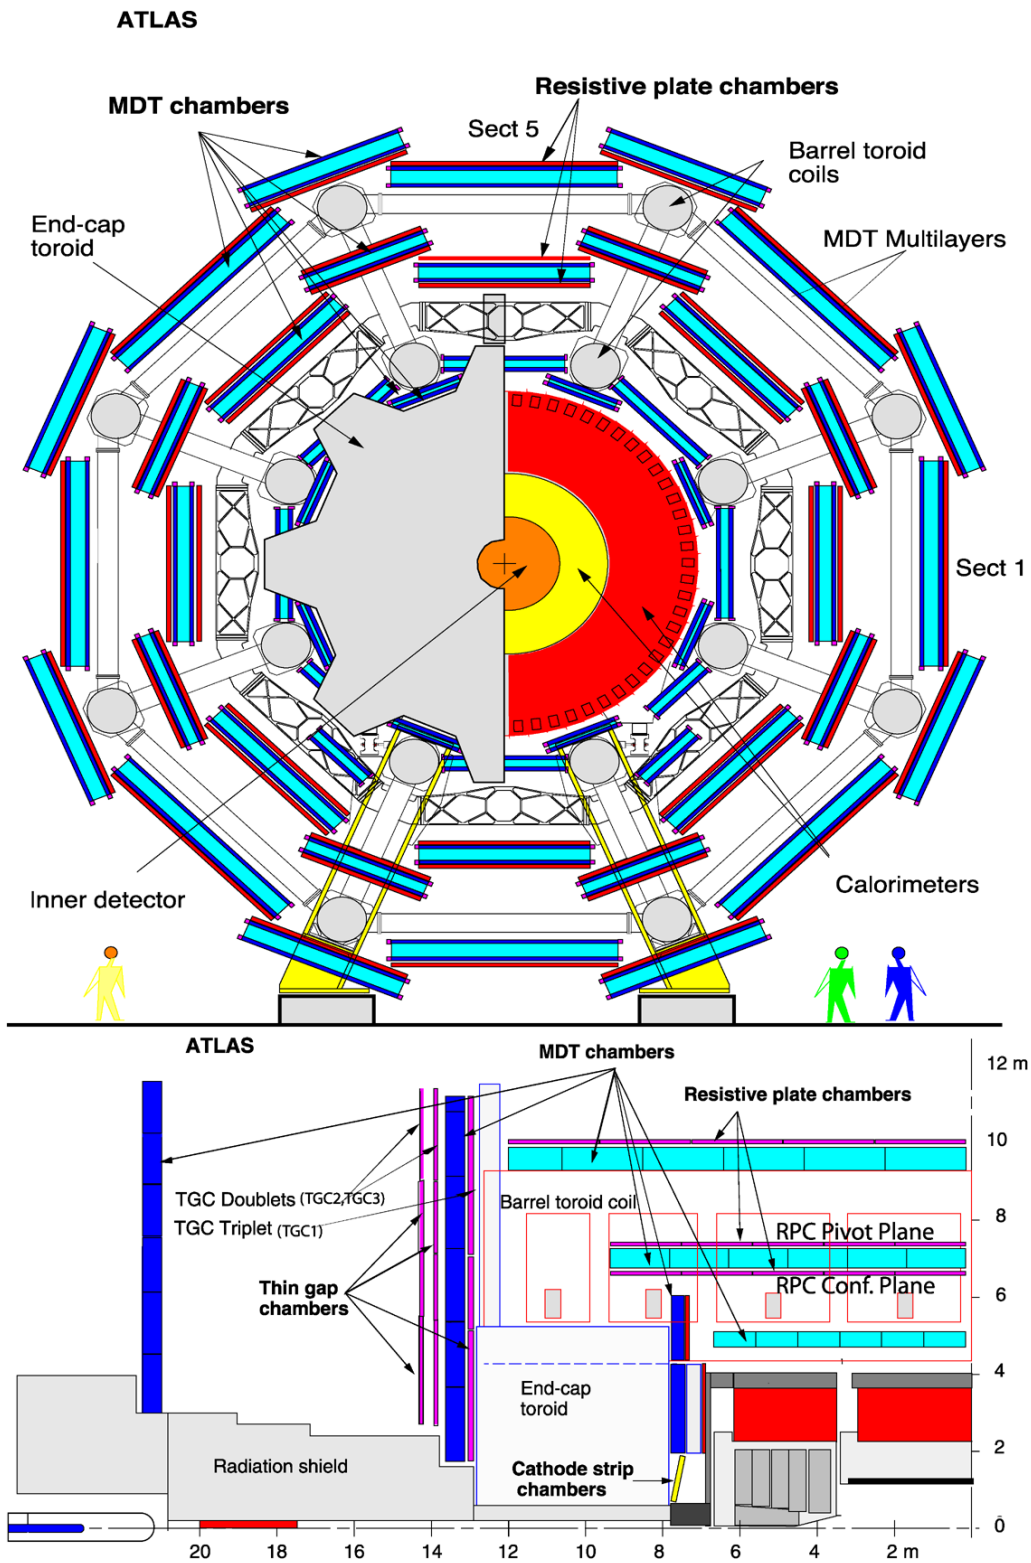 ATLAS
Resistive plate chambers
MDT chambers
Sect 5
Barrel toroid
coils
End-cap
toroid
MDT Multilayers
Sect 1
Inner detector
Calorimeters
ATLAS
MDT chambers
12 m
Resistive plate chambers
10
TGC Doublets (TGC2,TGC3)
Barrel toroid coil
TGC Triplet (TGC1)
8
RPC Pivot Plane
Thin gap
chambers
RPC Conf. Plane
6
4
End-cap
toroid
2
Radiation shield
Cathode strip
chambers
0
20 18 16 14 12 10 8 6 4 2 m